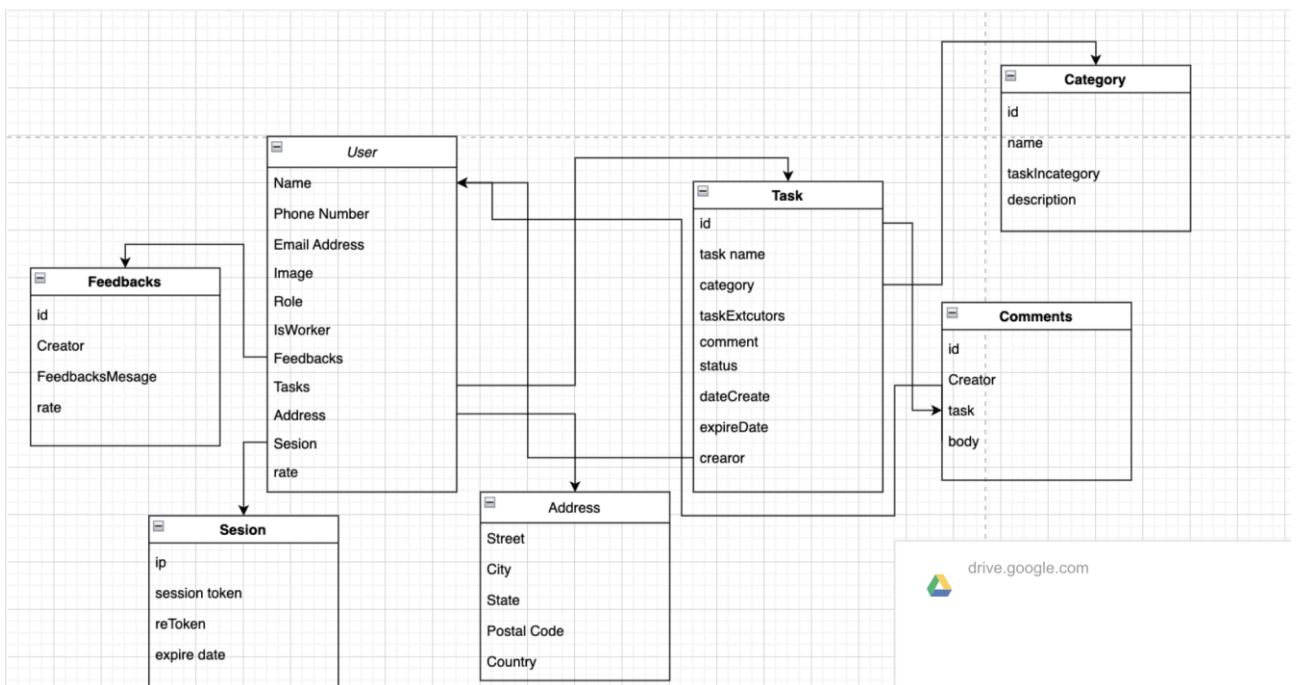 Category
id
name
taskIncategory
description
User
Name
Phone Number
Email Address
Image
Role
IsWorker
Feedbacks
Tasks
Address
Sesion
rate
Task
id
task name
category
taskExtcutors
comment
status
dateCreate
expireDate
crearor
Feedbacks
id
Creator
FeedbacksMesage
rate
Comments
id
Creator
task
body
Sesion
ip
session token
reToken
expire date
Address
Street
City
State
Postal Code
Country
drive.google.com